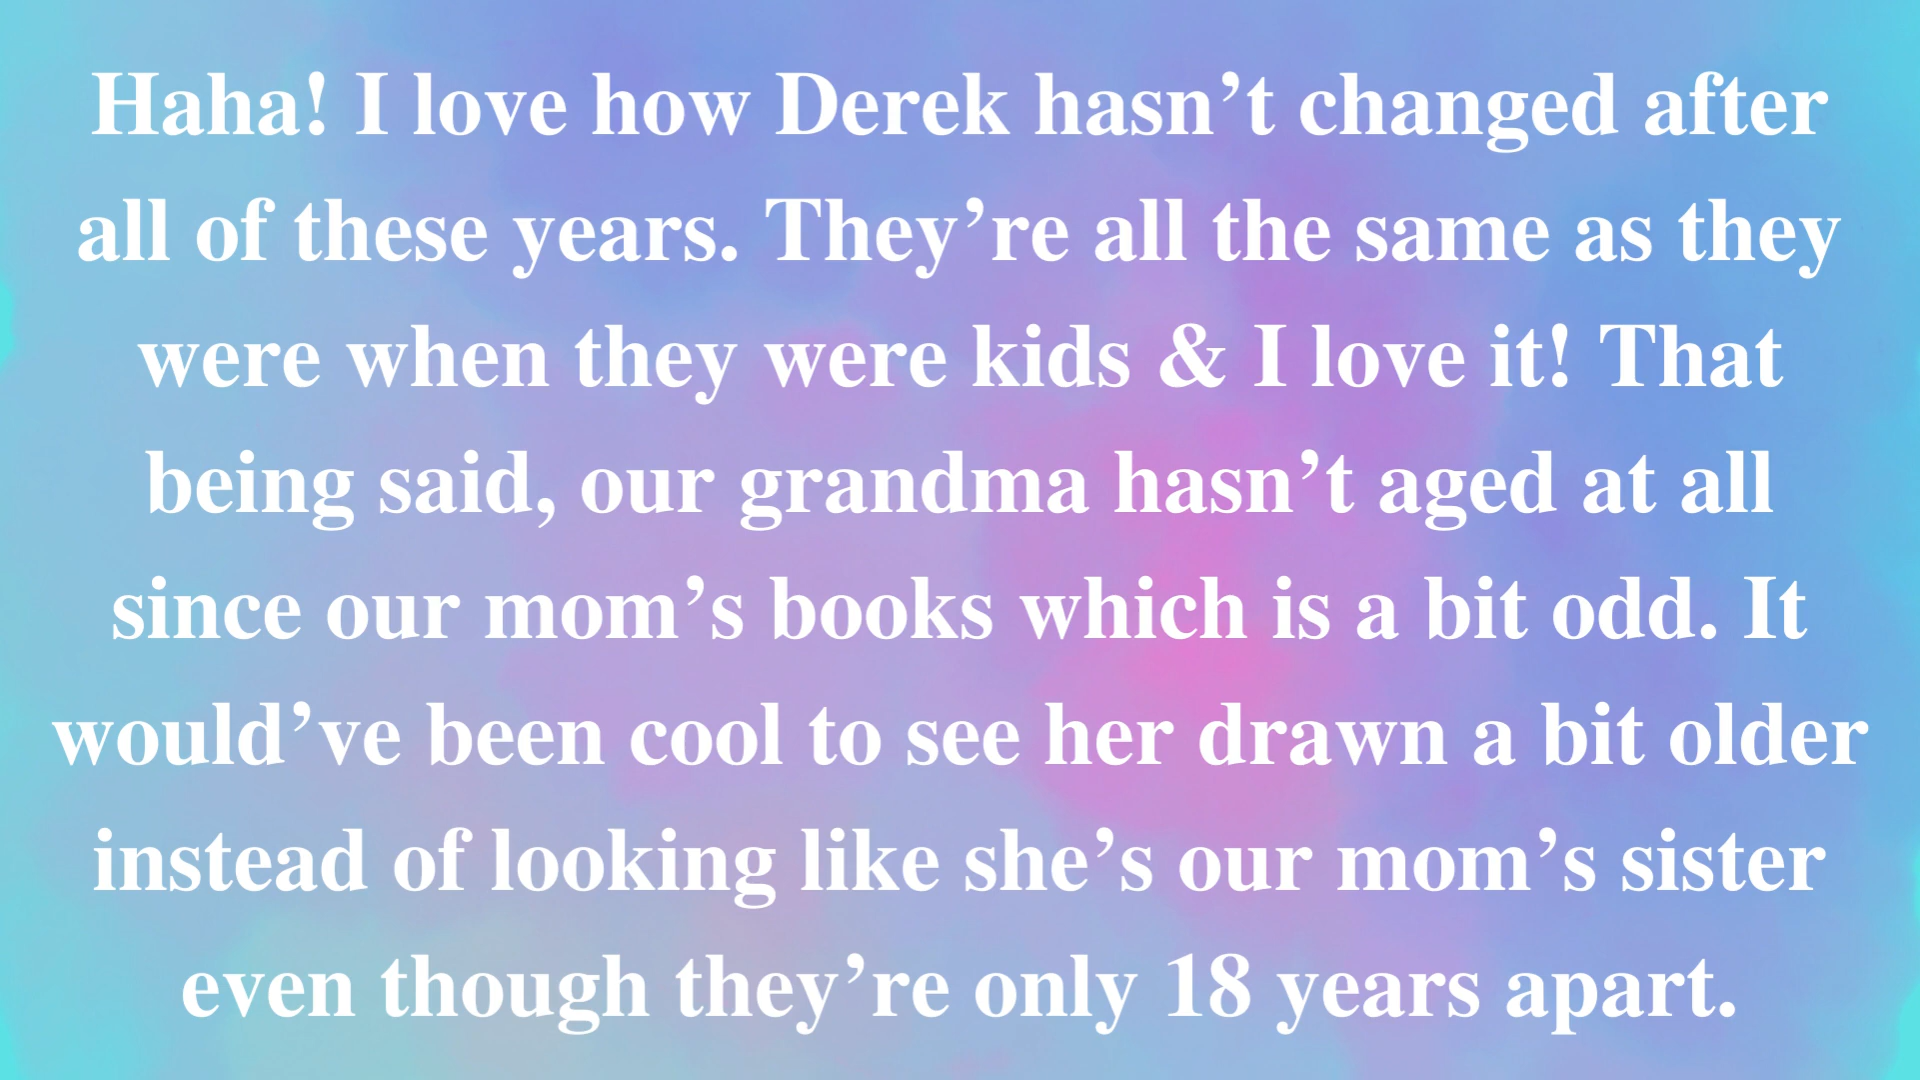 Haha! I love how Derek hasn’t changed after
all of these years. They’re all the same as they
were when they were kids & I love it! That
being said, our grandma hasn’t aged at all
since our mom’s books which is a bit odd. It
would’ve been cool to see her drawn a bit older
instead of looking like she’s our mom’s sister
even though they’re only 18 years apart.